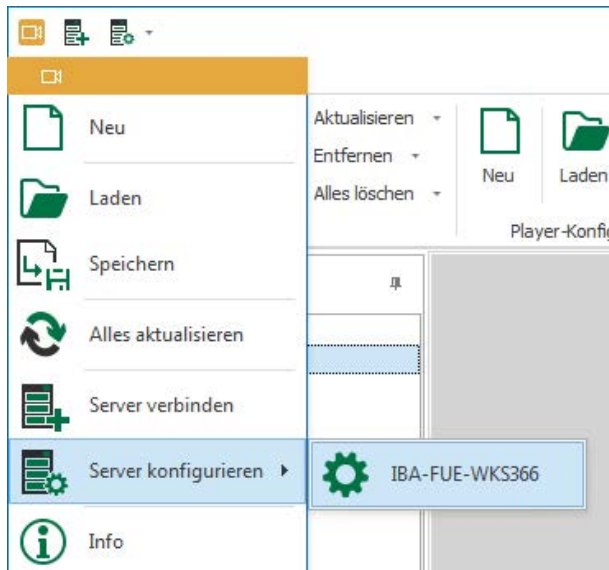 Neu
Laden
Speichern
Alles aktualisieren
Server verbinden
Server konfigurieren
IBA-FUE-WKS366
Info
Aktualisieren
Entfernen
Alles löschen
Neu
Laden
Player-Konfig